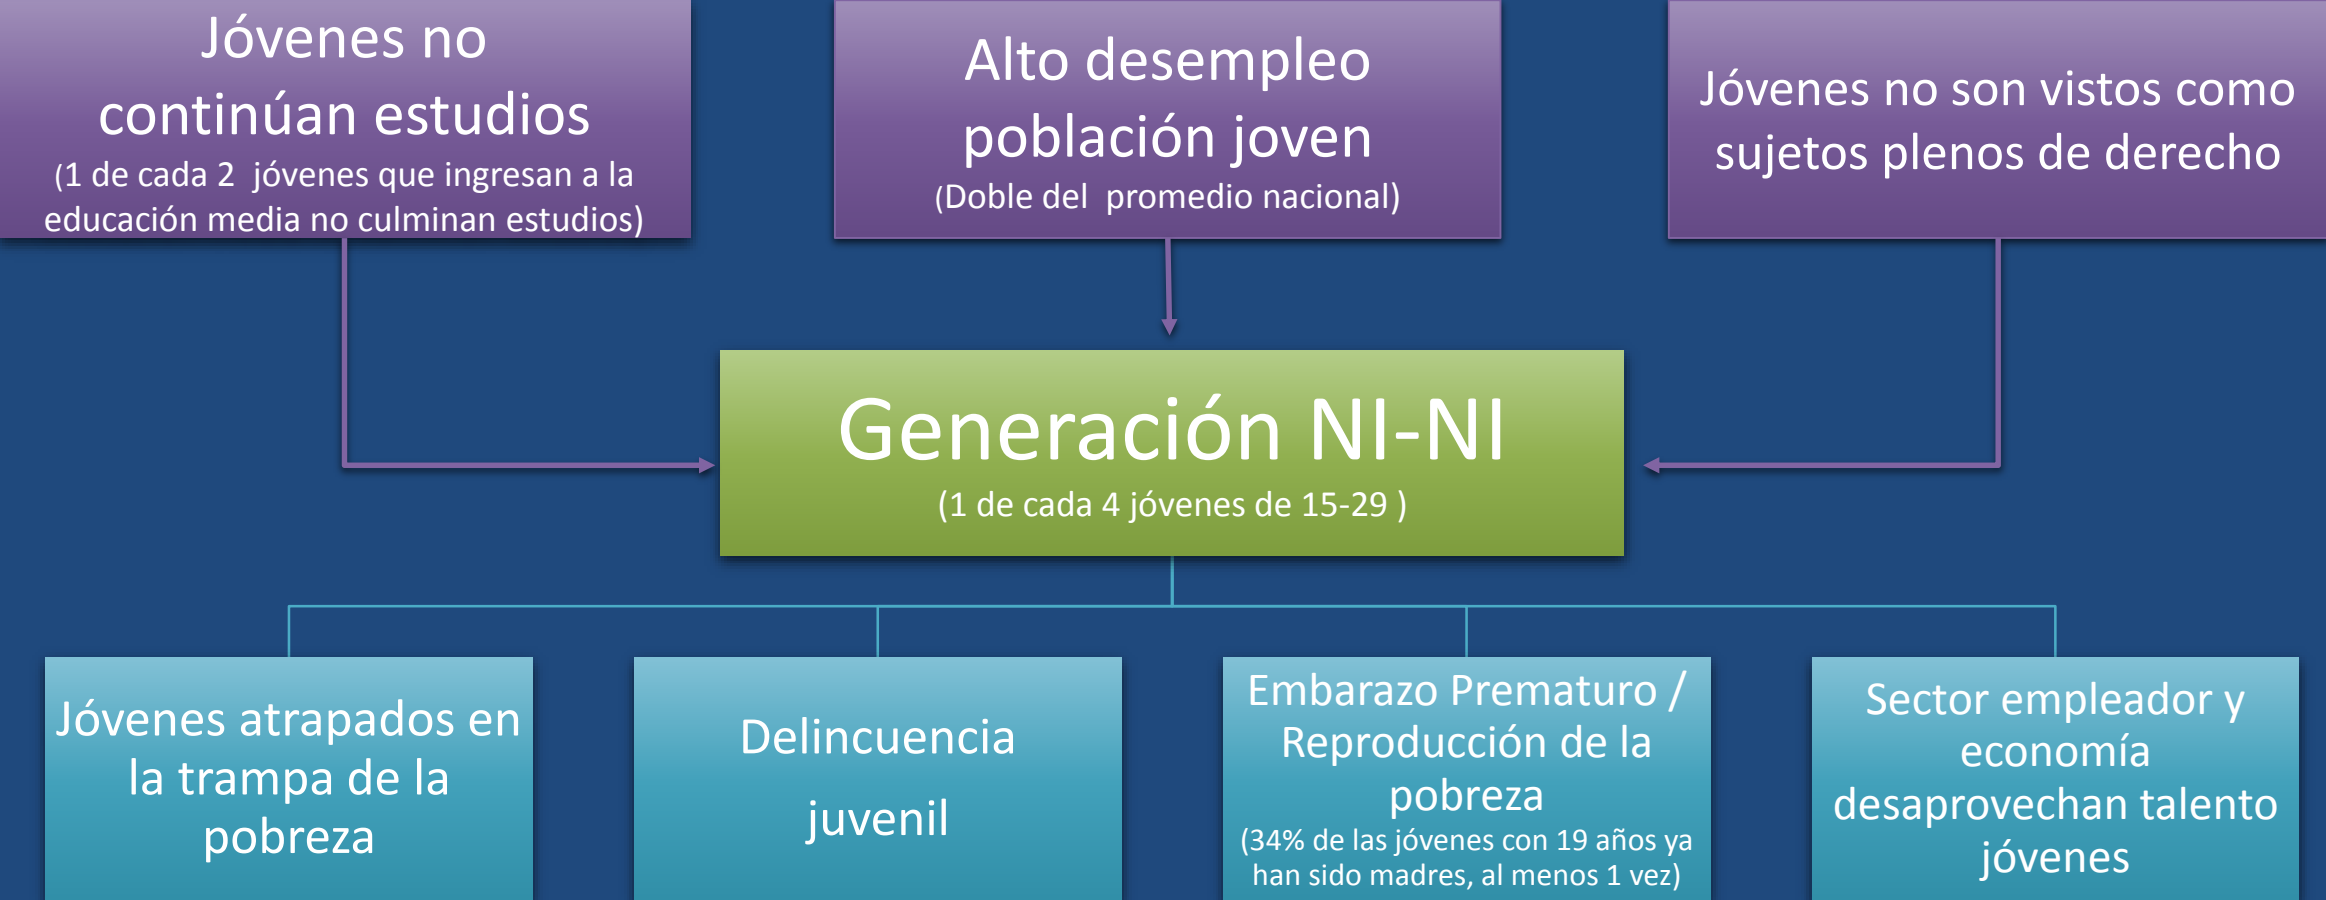 Jóvenes no
continúan estudios
(1 de cada 2 jóvenes que ingresan a la
educación media no culminan estudios)
Alto desempleo
población joven
(Doble del promedio nacional)
Jóvenes no son vistos como
sujetos plenos de derecho
Generación NI-NI
(1 de cada 4 jóvenes de 15-29 )
Jóvenes atrapados en
la trampa de la
pobreza
Delincuencia
juvenil
Embarazo Prematuro /
Reproducción de la
pobreza
(34% de las jóvenes con 19 años ya
han sido madres, al menos 1 vez)
Sector empleador y
economía
desaprovechan talento
jóvenes